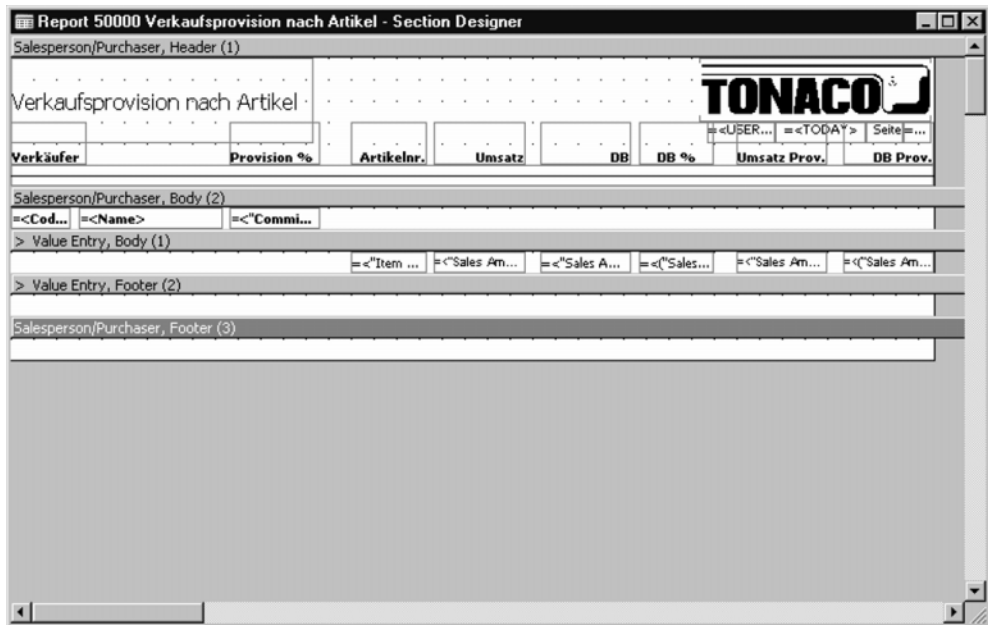 Report 50000 Verkaufsprovision nach Artikel - Section Designer
Salesperson/Purchaser, Header (1)
Verkaufsprovision nach Artikel
TONACO
=<USER... =<TODAY> Seite =...
Verkäufer Provision % Artikelnr. Umsatz DB DB % Umsatz Prov. DB Prov.
Salesperson/Purchaser, Body (2)
=<Cod... =<Name> =<"Commi...
> Value Entry, Body (1)
=<"Item ... =<"Sales Am... =<"Sales A... =<("Sales... =<"Sales Am... =<("Sales Am...
> Value Entry, Footer (2)
Salesperson/Purchaser, Footer (3)